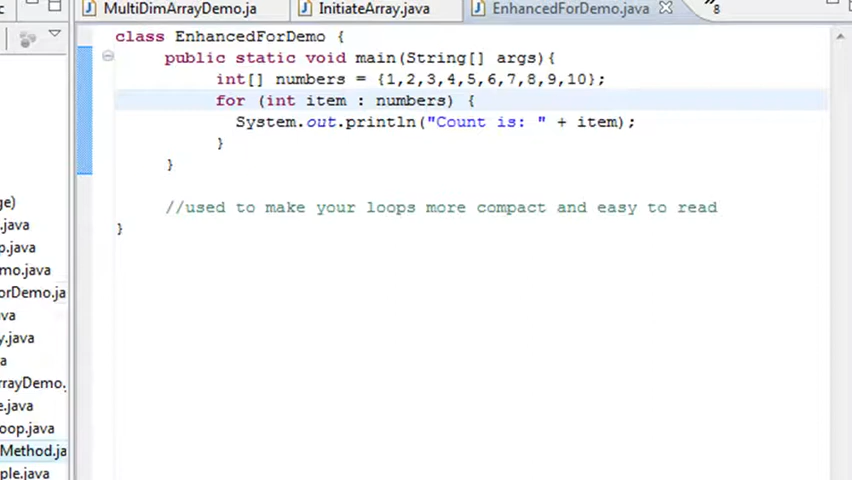 MultiDimArrayDemo.ja InitiateArray.java EnhancedForDemo.java 8
class EnhancedForDemo {
public static void main(String[] args){
int[] numbers = {1,2,3,4,5,6,7,8,9,10};
for (int item : numbers) {
System.out.println("Count is: " + item);
}
}
//used to make your loops more compact and easy to read
}
ge)
.java
p.java
mo.java
orDemo.ja
va
y.java
a
rrayDemo.
e.java
oop.java
Method.ja
ple.java